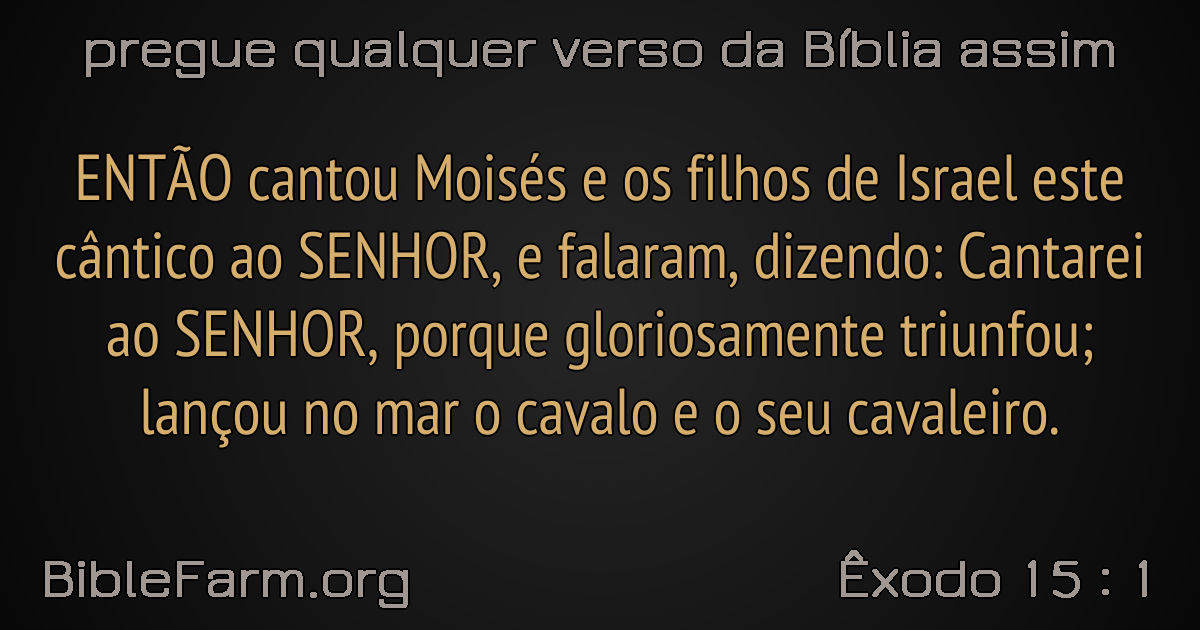 pregue qualquer verso da Bíblia assim
ENTÃO cantou Moisés e os filhos de Israel este
cântico ao SENHOR, e falaram, dizendo: Cantarei
ao SENHOR, porque gloriosamente triunfou;
lançou no mar o cavalo e o seu cavaleiro.
BibleFarm.org
Êxodo 15 : 1